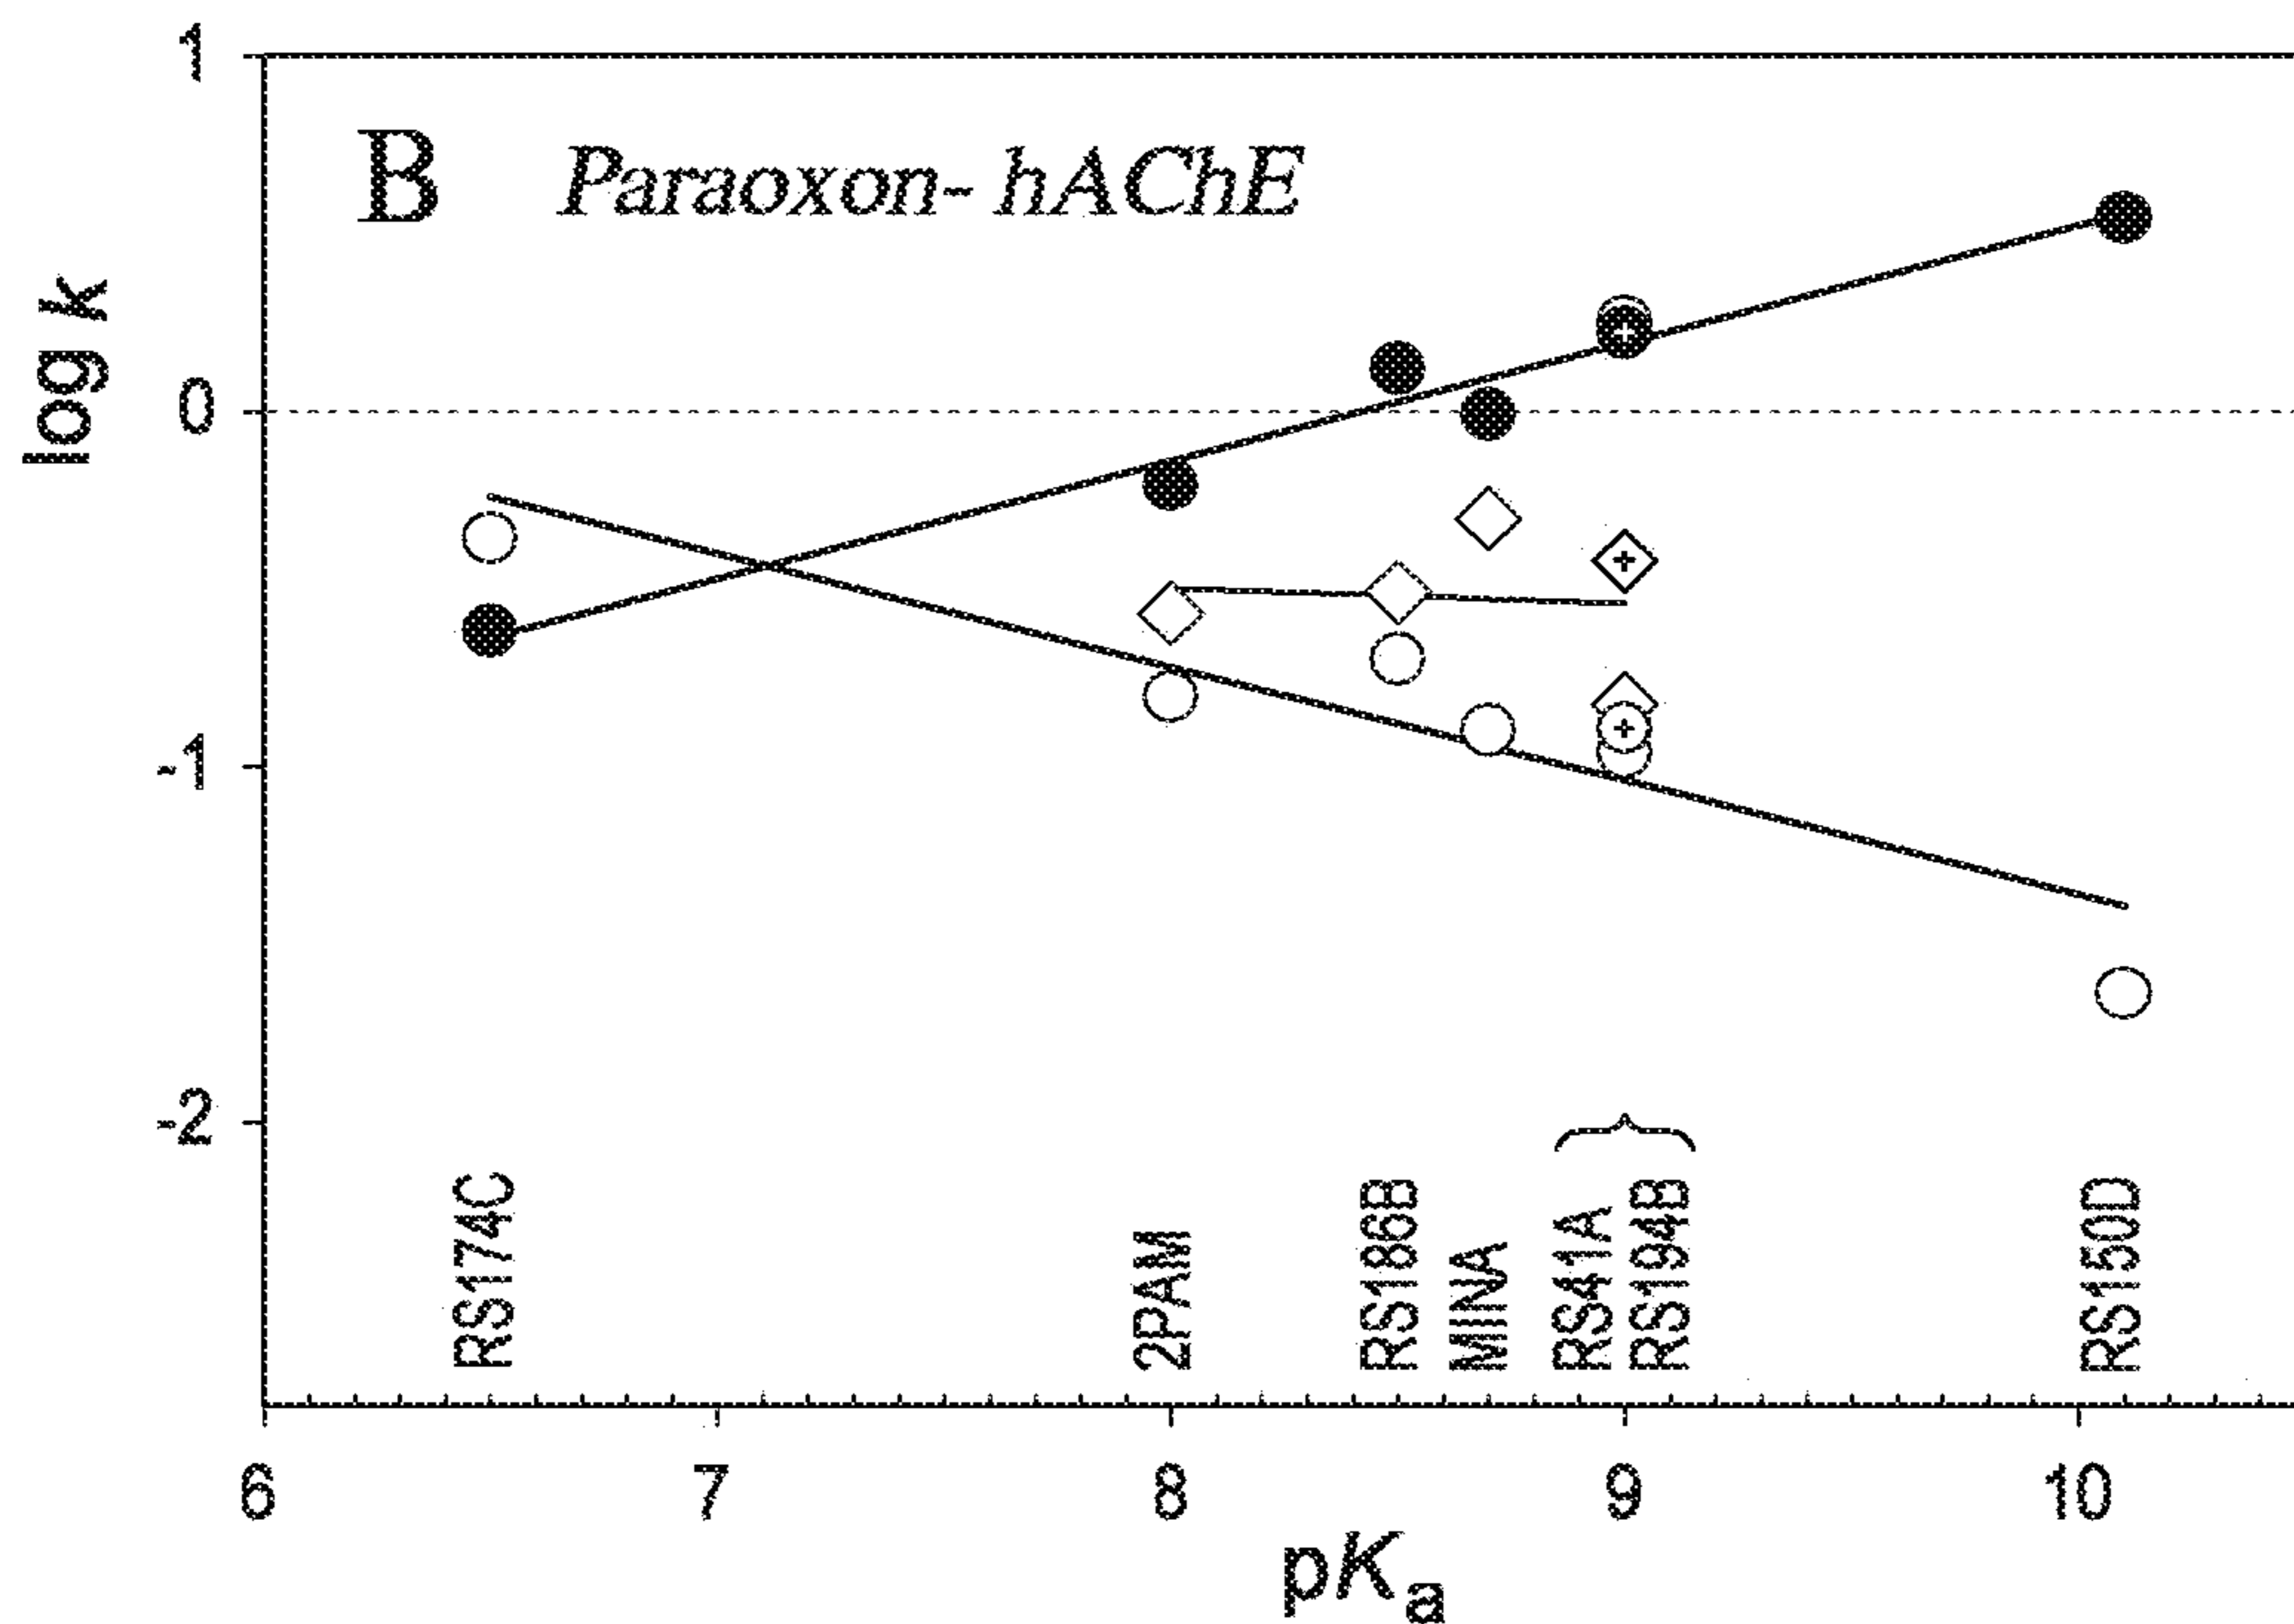 B Paraoxon- hAChE
log k
1
0
-1
-2
RS174C
2PAM
RS186B
MINA
RS41A
RS194B
RS150D
6 7 8 9 10
pKa